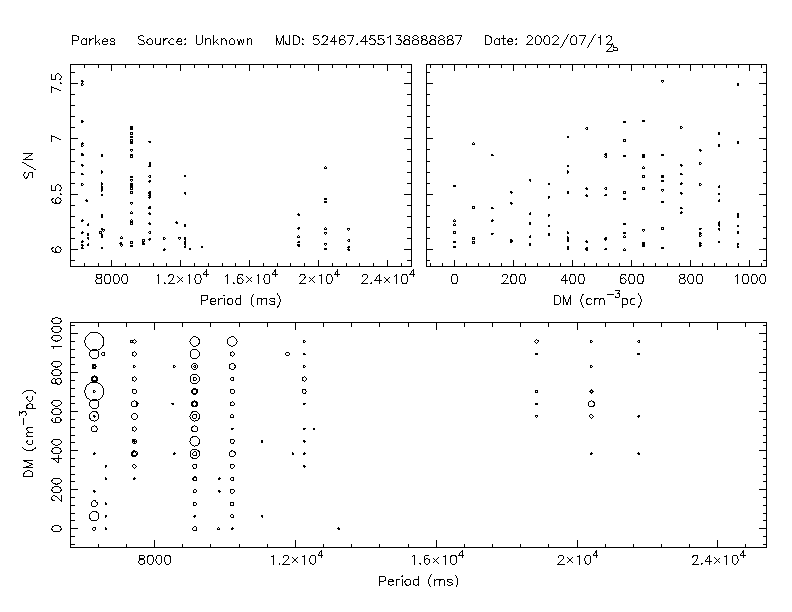 Parkes Source: Unknown MJD: 52467.455138888887 Date: 2002/07/12
2b
7.5
7
6.5
6
S/N
8000 1.2×10⁴ 1.6×10⁴ 2×10⁴ 2.4×10⁴
Period (ms)
0 200 400 600 800 1000
DM (cm⁻³pc)
1000
800
600
400
200
0
DM (cm⁻³pc)
8000 1.2×10⁴ 1.6×10⁴ 2×10⁴ 2.4×10⁴
Period (ms)